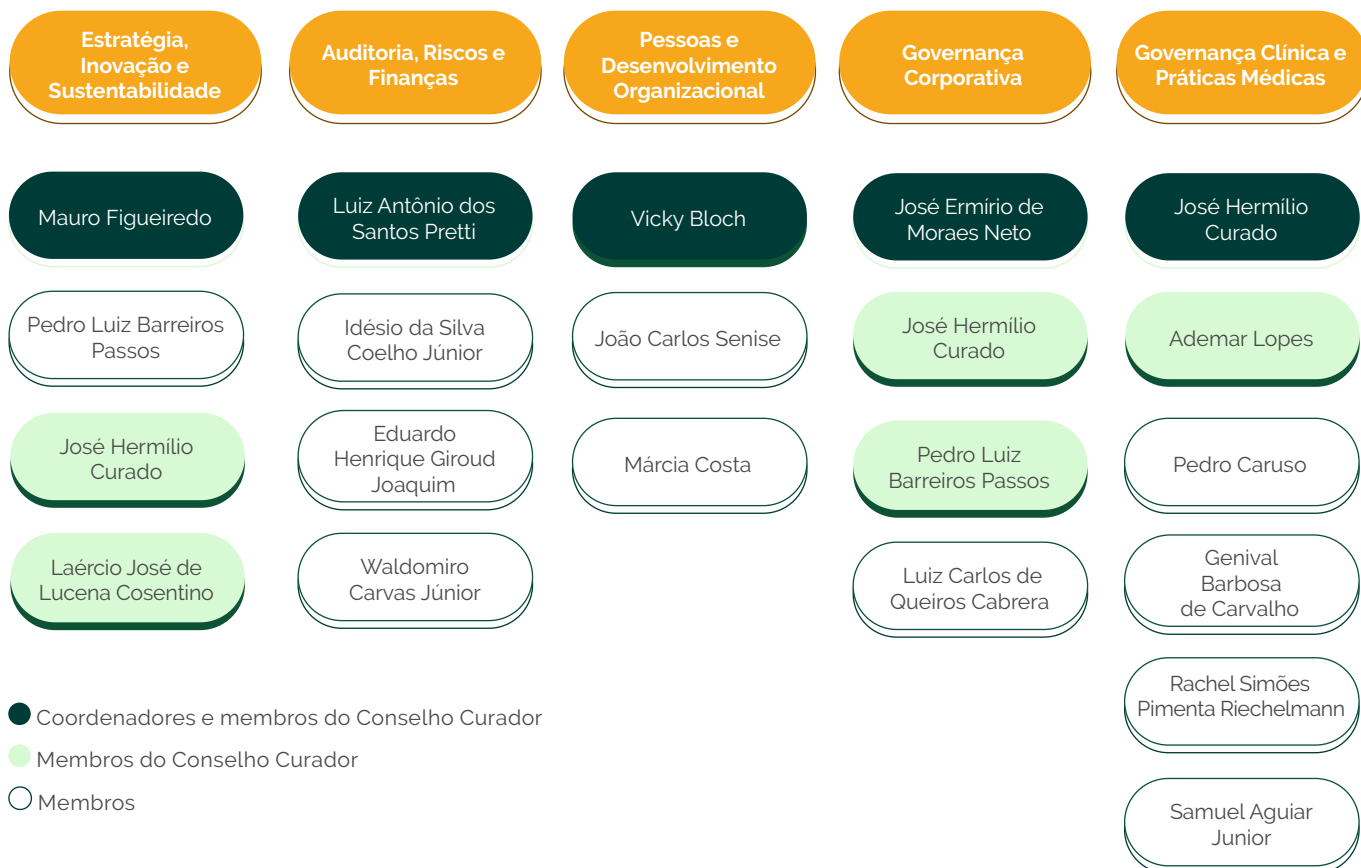 Estratégia,
Inovação e
Sustentabilidade
Auditoria, Riscos e
Finanças
Pessoas e
Desenvolvimento
Organizacional
Governança
Corporativa
Governança Clínica e
Práticas Médicas
Mauro Figueiredo
Luiz Antônio dos
Santos Pretti
Vicky Bloch
José Ermírio de
Moraes Neto
José Hermílio
Curado
Pedro Luiz Barreiros
Passos
Idésio da Silva
Coelho Júnior
João Carlos Senise
José Hermílio
Curado
Ademar Lopes
José Hermílio
Curado
Eduardo
Henrique Giroud
Joaquim
Márcia Costa
Pedro Luiz
Barreiros Passos
Pedro Caruso
Laércio José de
Lucena Cosentino
Waldomiro
Carvas Júnior
Luiz Carlos de
Queiros Cabrera
Genival
Barbosa
de Carvalho
Rachel Simões
Pimenta Riechelmann
Samuel Aguiar
Junior
Coordenadores e membros do Conselho Curador
Membros do Conselho Curador
Membros